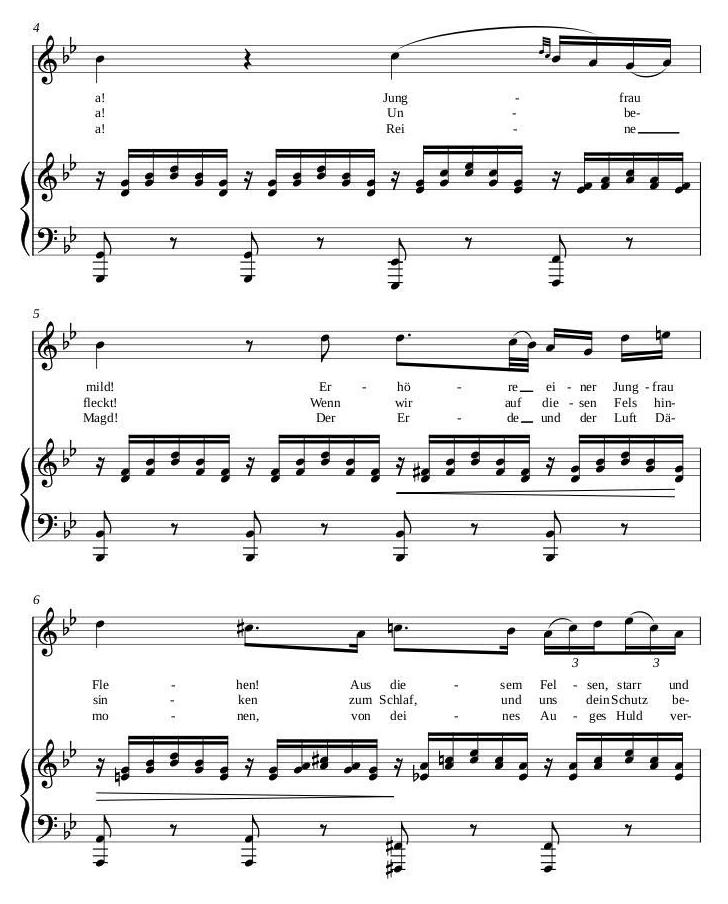 4
a! Jung - frau
a! Un - be-
a! Rei - ne
5
mild! Er - hö - re ei - ner Jung - frau
fleckt! Wenn wir auf die - sen Fels hin-
Magd! Der Er - de und der Luft Dä-
6
Fle - hen! Aus die - sem Fel - sen, starr und
sin - ken zum Schlaf, und uns dein Schutz be-
mo - nen, von dei - nes Au - ges Huld ver-
3 3